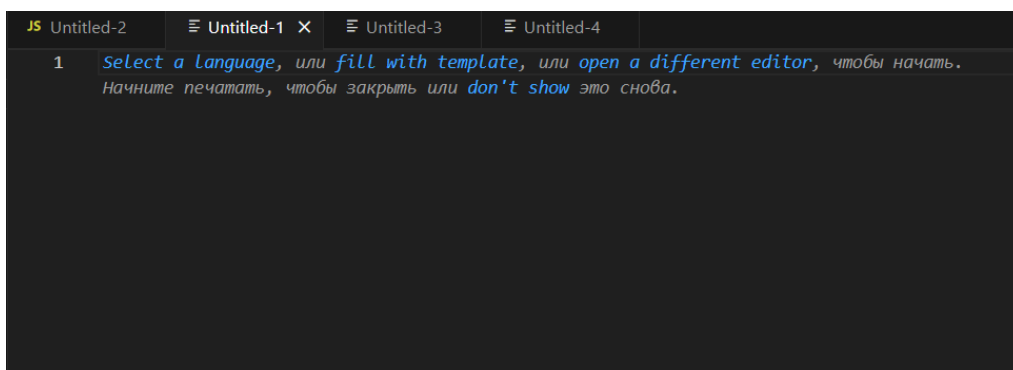 JS Untitled-2 Untitled-1 Untitled-3 Untitled-4
1 Select a language, или fill with template, или open a different editor, чтобы начать.
Начните печатать, чтобы закрыть или don't show это снова.